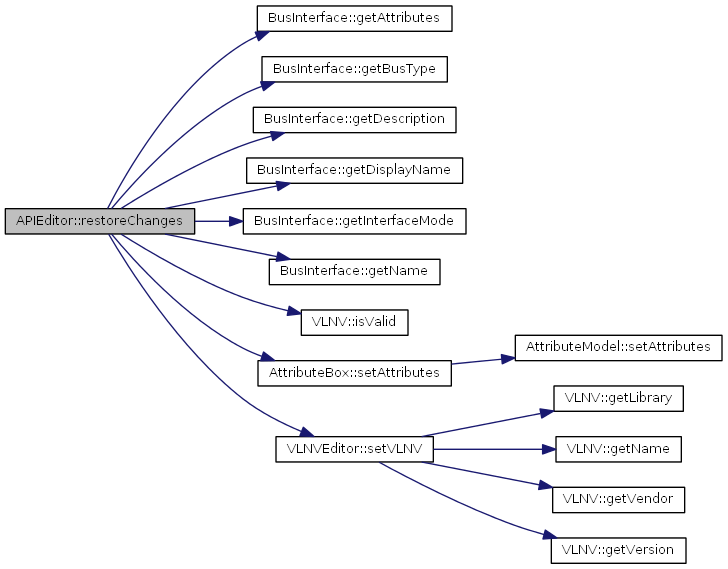 BusInterface::getAttributes
BusInterface::getBusType
BusInterface::getDescription
BusInterface::getDisplayName
APIEditor::restoreChanges
BusInterface::getInterfaceMode
BusInterface::getName
VLNV::isValid
AttributeModel::setAttributes
AttributeBox::setAttributes
VLNV::getLibrary
VLNVEditor::setVLNV
VLNV::getName
VLNV::getVendor
VLNV::getVersion